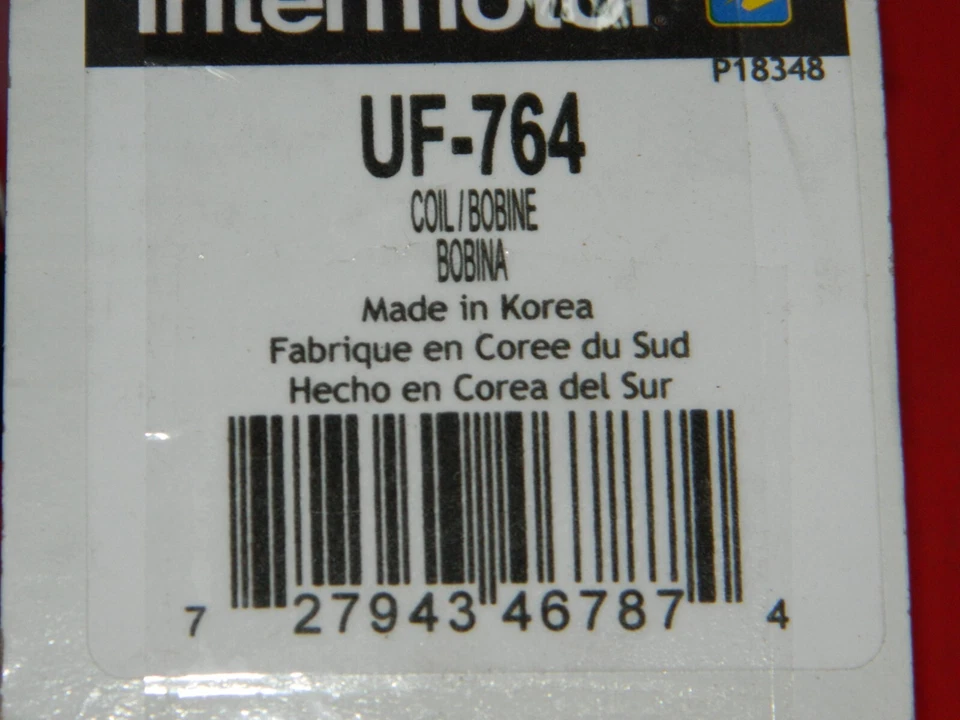 Intermotor®
P18348
UF-764
COIL/BOBINE
BOBINA
Made in Korea
Fabrique en Coree du Sud
Hecho en Corea del Sur
7 27943 46787 4